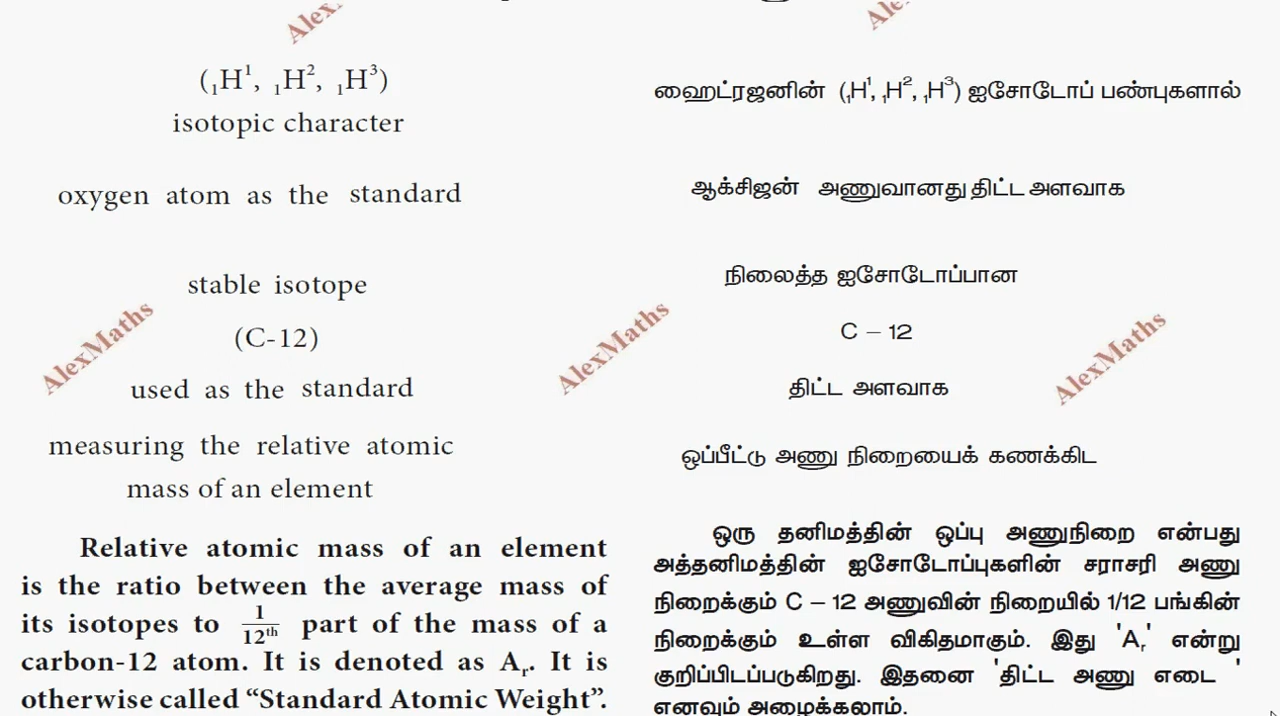 (₁H¹, ₁H², ₁H³)
isotopic character
oxygen atom as the standard
stable isotope
(C-12)
used as the standard
measuring the relative atomic
mass of an element
Relative atomic mass of an element
is the ratio between the average mass of
its isotopes to 1/12ᵗʰ part of the mass of a
carbon-12 atom. It is denoted as Aᵣ. It is
otherwise called “Standard Atomic Weight”.
ஹைட்ரஜனின் (₁H¹, ₁H², ₁H³) ஐசோடோப் பண்புகளால்
ஆக்சிஜன் அணுவானது திட்ட அளவாக
நிலைத்த ஐசோடோப்பான
C – 12
திட்ட அளவாக
ஒப்பீட்டு அணு நிறையைக் கணக்கிட
ஒரு தனிமத்தின் ஒப்பு அணுநிறை என்பது
அத்தனிமத்தின் ஐசோடோப்புகளின் சராசரி அணு
நிறைக்கும் C – 12 அணுவின் நிறையில் 1/12 பங்கின்
நிறைக்கும் உள்ள விகிதமாகும். இது 'Aᵣ' என்று
குறிப்பிடப்படுகிறது. இதனை 'திட்ட அணு எடை '
எனவும் அழைக்கலாம்.
AlexMaths
AlexMaths
AlexMaths